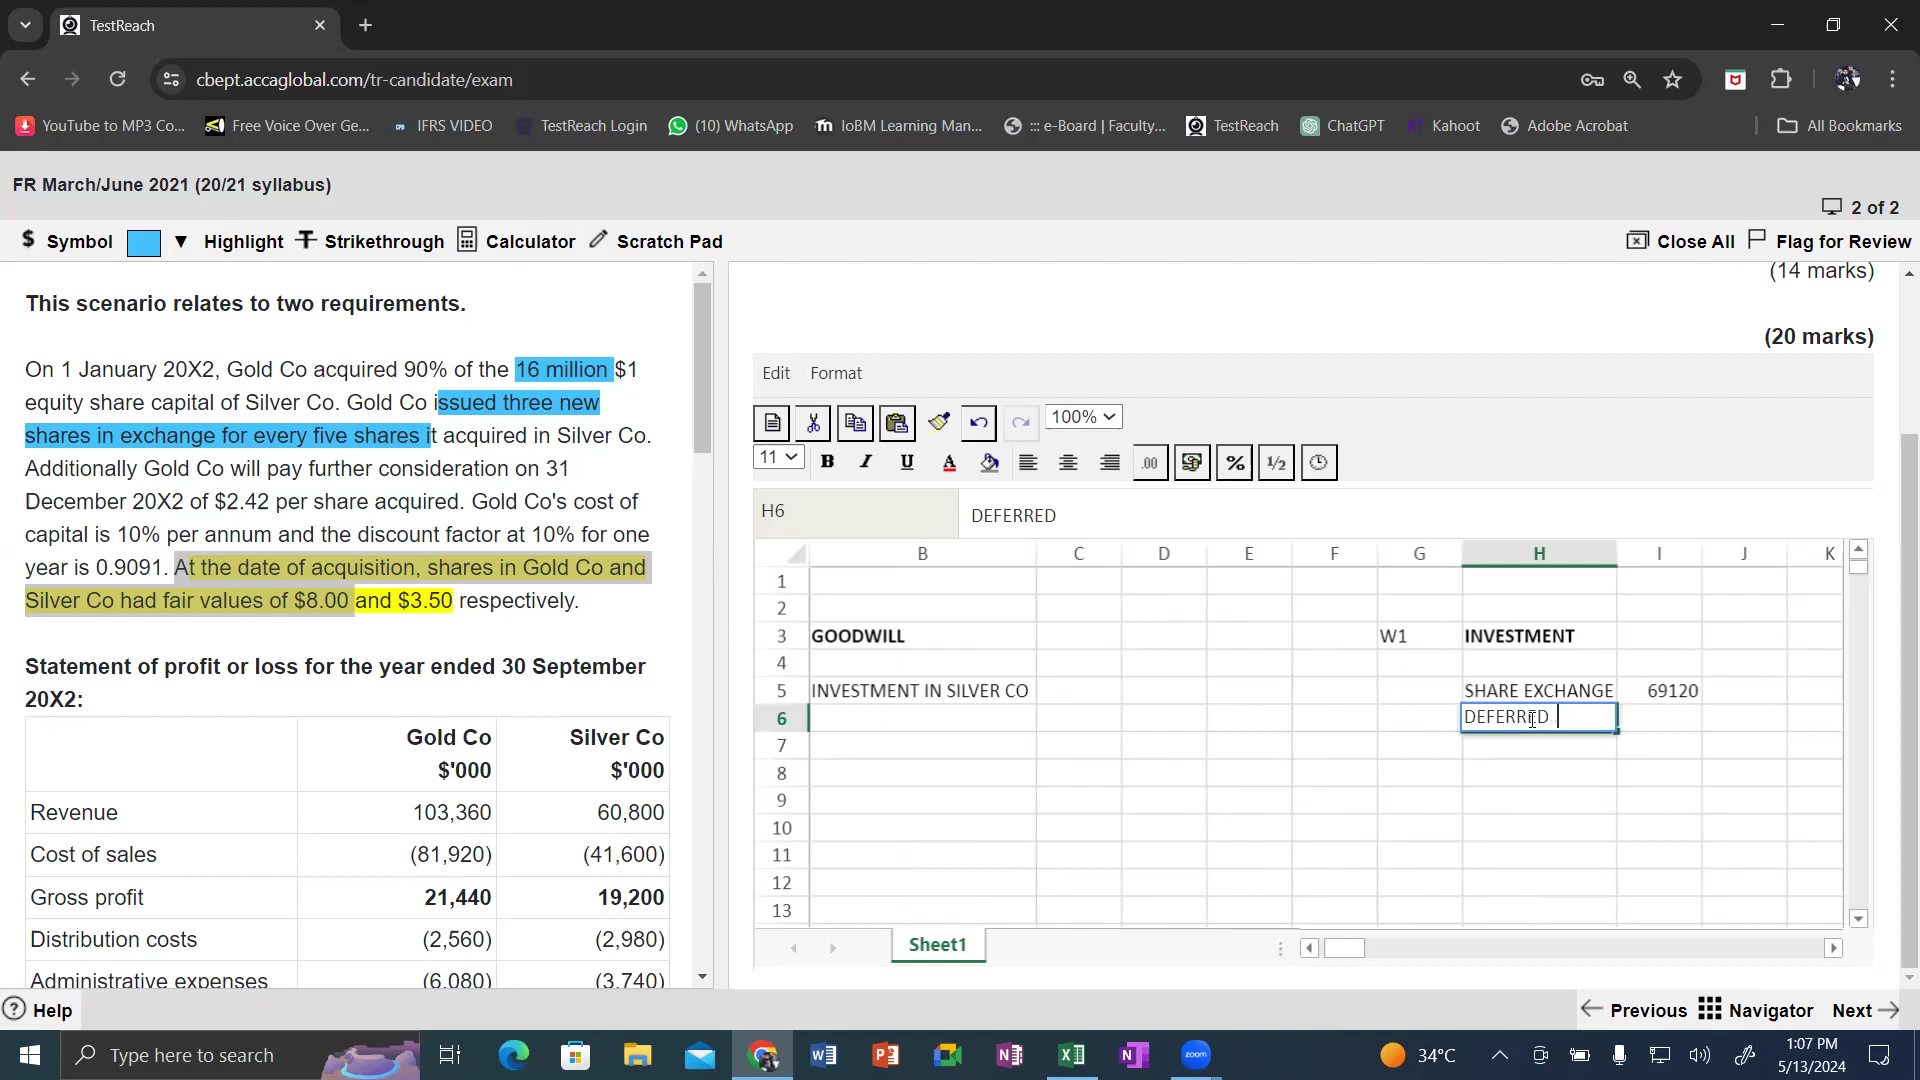 TestReach
cbept.accaglobal.com/tr-candidate/exam
YouTube to MP3 Co... Free Voice Over Ge... IFRS VIDEO TestReach Login (10) WhatsApp IoBM Learning Man... ::: e-Board | Faculty... TestReach ChatGPT Kahoot Adobe Acrobat All Bookmarks
FR March/June 2021 (20/21 syllabus)
2 of 2
$ Symbol Highlight Strikethrough Calculator Scratch Pad Close All Flag for Review
This scenario relates to two requirements.
On 1 January 20X2, Gold Co acquired 90% of the 16 million $1
equity share capital of Silver Co. Gold Co issued three new
shares in exchange for every five shares it acquired in Silver Co.
Additionally Gold Co will pay further consideration on 31
December 20X2 of $2.42 per share acquired. Gold Co's cost of
capital is 10% per annum and the discount factor at 10% for one
year is 0.9091. At the date of acquisition, shares in Gold Co and
Silver Co had fair values of $8.00 and $3.50 respectively.
Statement of profit or loss for the year ended 30 September
20X2:
Gold Co Silver Co
$'000 $'000
Revenue 103,360 60,800
Cost of sales (81,920) (41,600)
Gross profit 21,440 19,200
Distribution costs (2,560) (2,980)
Administrative expenses (6,080) (3,740)
(14 marks)
(20 marks)
Edit Format
100%
11 B I U A .00 % 1/2
H6 DEFERRED
B C D E F G H I J K
1
2
3 GOODWILL W1 INVESTMENT
4
5 INVESTMENT IN SILVER CO SHARE EXCHANGE 69120
6 DEFERRED
7
8
9
10
11
12
13
Sheet1
Help Previous Navigator Next
Type here to search
zoom
34°C
1:07 PM
5/13/2024